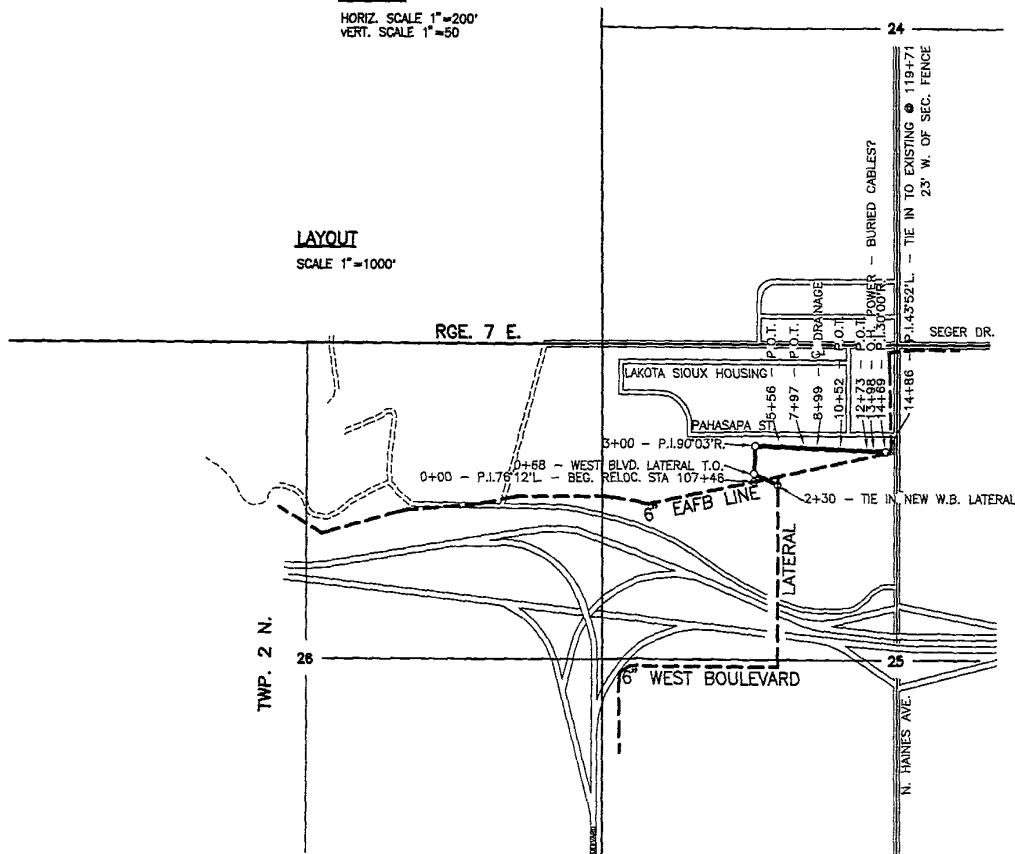 HORIZ. SCALE 1"=200'
VERT. SCALE 1"=50
24
LAYOUT
SCALE 1"=1000'
RGE. 7 E.
SEGER DR.
LAKOTA SIOUX HOUSING
PAHASAPA ST.
5+56 - P.O.T.
7+97 - P.O.T.
8+99 - DRAINAGE
10+52 - P.O.T.
12+73 - P.O.T.
13+98 - O.H. POWER - BURIED CABLES?
14+69 - P.I.30°00'R.
14+86 - P.I.43°52'L. - TIE IN TO EXISTING @ 119+71
23' W. OF SEC. FENCE
3+00 - P.I.90°03'R.
0+68 - WEST BLVD. LATERAL T.O.
0+00 - P.I.76°12'L. - BEG. RELOC. STA 107+48
2+30 - TIE IN NEW W.B. LATERAL
6" EAFB LINE
LATERAL
TWP. 2 N.
26
25
6" WEST BOULEVARD
N. HAINES AVE.